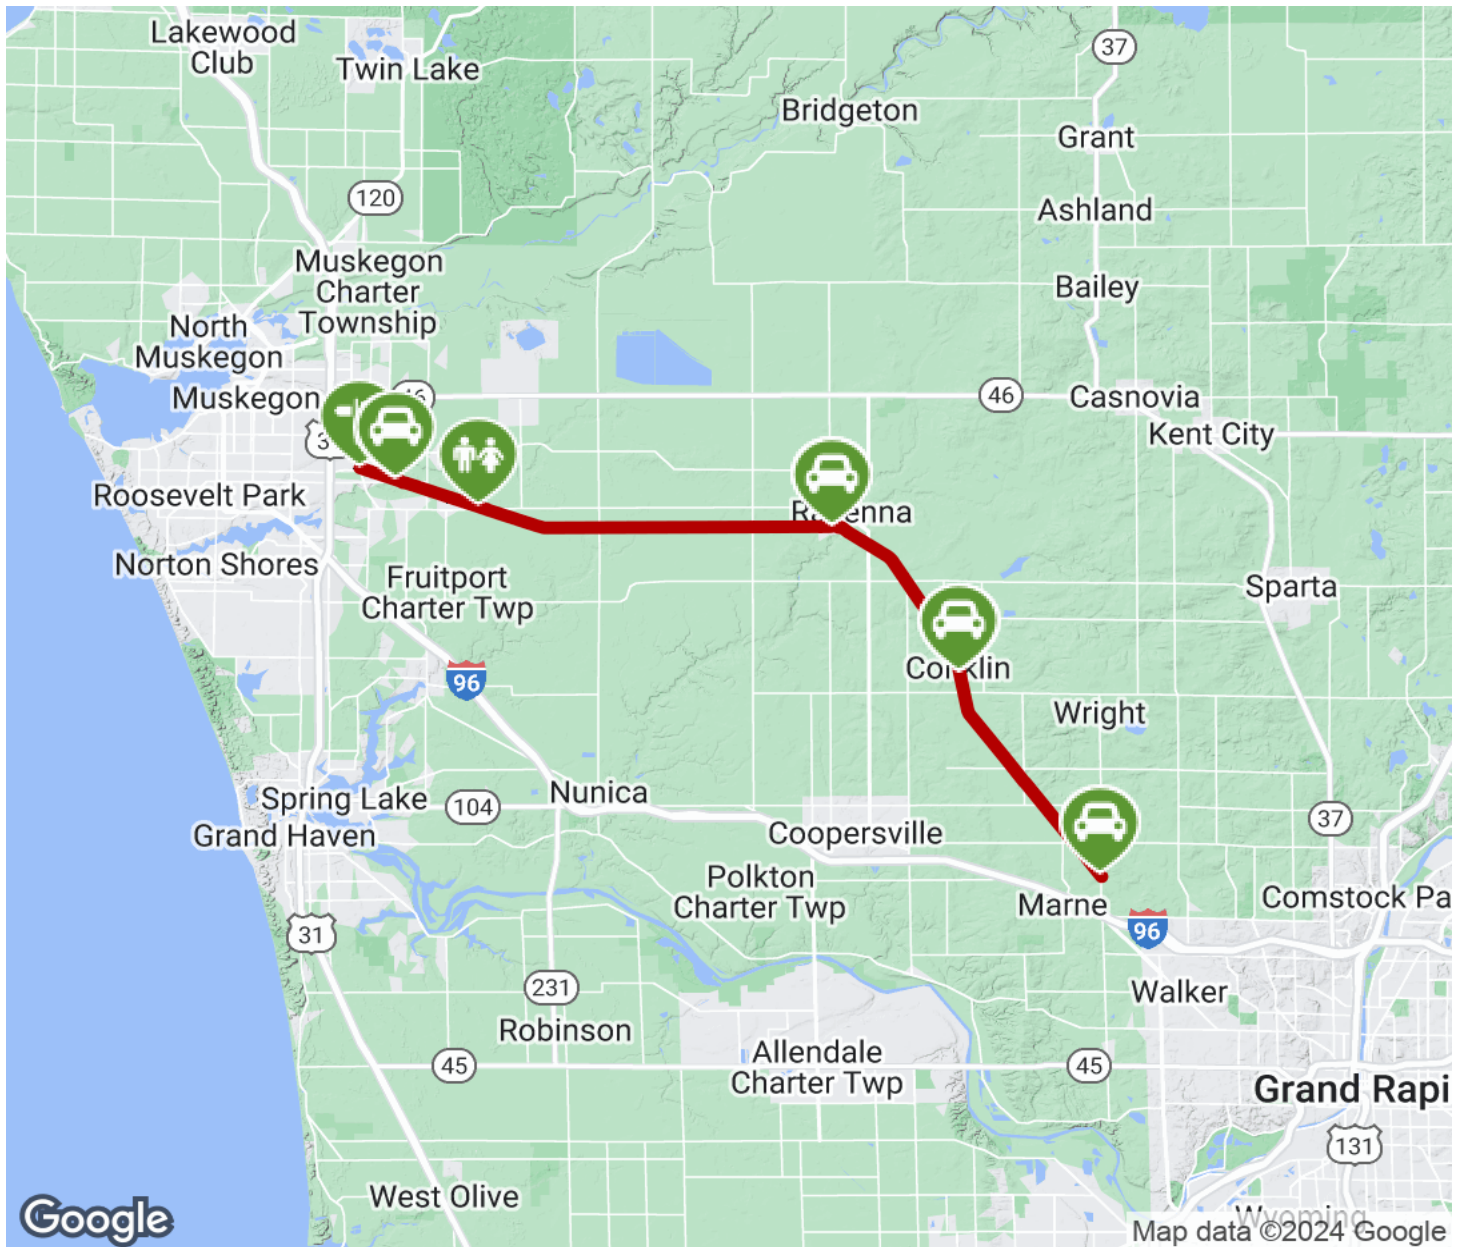 Lakewood
Club
Twin Lake
37
Bridgeton
Grant
120
Ashland
Muskegon
Charter
Township
Bailey
North
Muskegon
Muskegon
46
46
Casnovia
Kent City
Roosevelt Park
Norton Shores
Fruitport
Charter Twp
Sparta
Conklin
96
Wright
Spring Lake
104
Nunica
Grand Haven
Coopersville
37
Polkton
Charter Twp
Marne
Comstock Pa
31
96
231
Walker
Robinson
45
Allendale
Charter Twp
45
Grand Rapi
131
West Olive
Google
Wyoming
Map data ©2024 Google